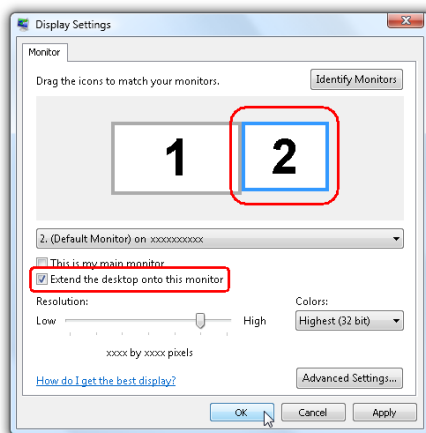 Display Settings
Monitor
Drag the icons to match your monitors.
Identify Monitors
1
2
2. (Default Monitor) on xxxxxxxxxx
This is my main monitor
Extend the desktop onto this monitor
Resolution:
Colors:
Low
High
Highest (32 bit)
xxxx by xxxx pixels
How do I get the best display?
Advanced Settings...
OK
Cancel
Apply